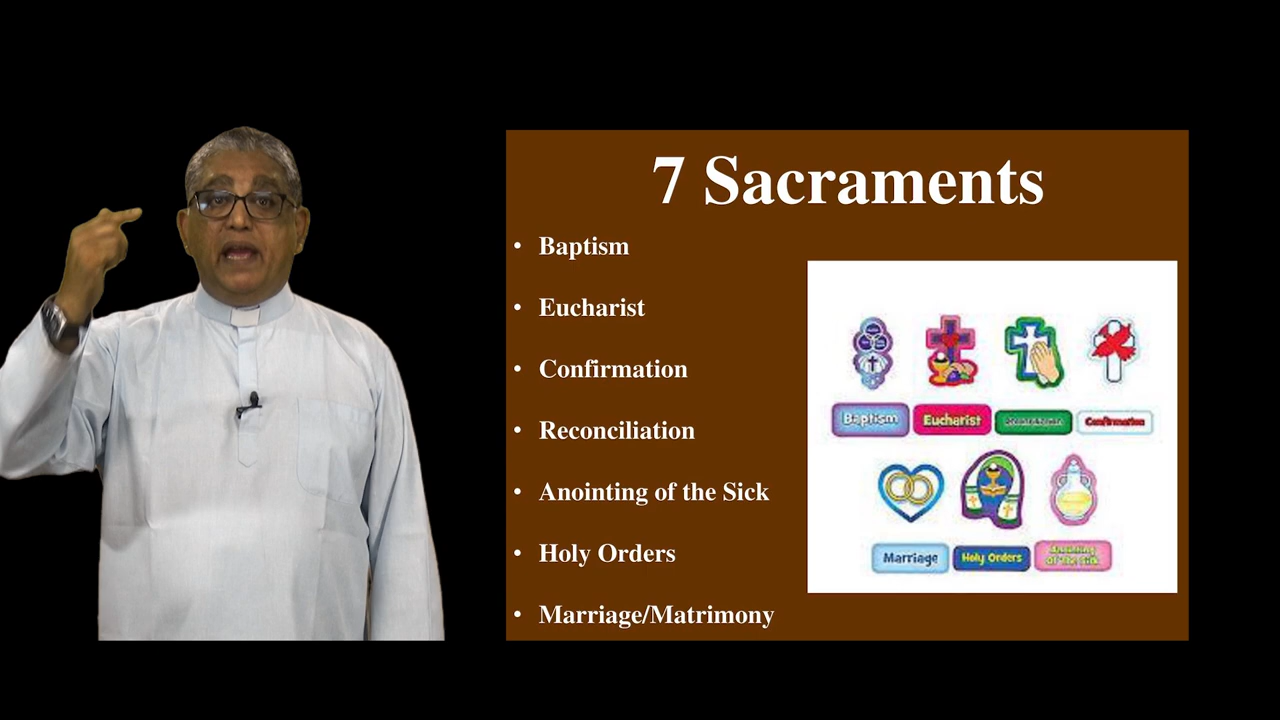 7 Sacraments
• Baptism
• Eucharist
• Confirmation
• Reconciliation
• Anointing of the Sick
• Holy Orders
• Marriage/Matrimony
Baptism Eucharist Reconciliation Confirmation
Marriage Holy Orders Anointing
Of The Sick